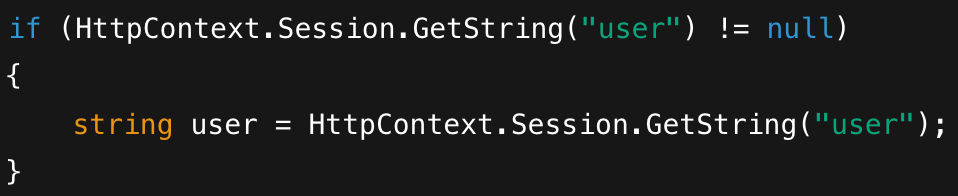 if (HttpContext.Session.GetString("user") != null)
{
    string user = HttpContext.Session.GetString("user");
}